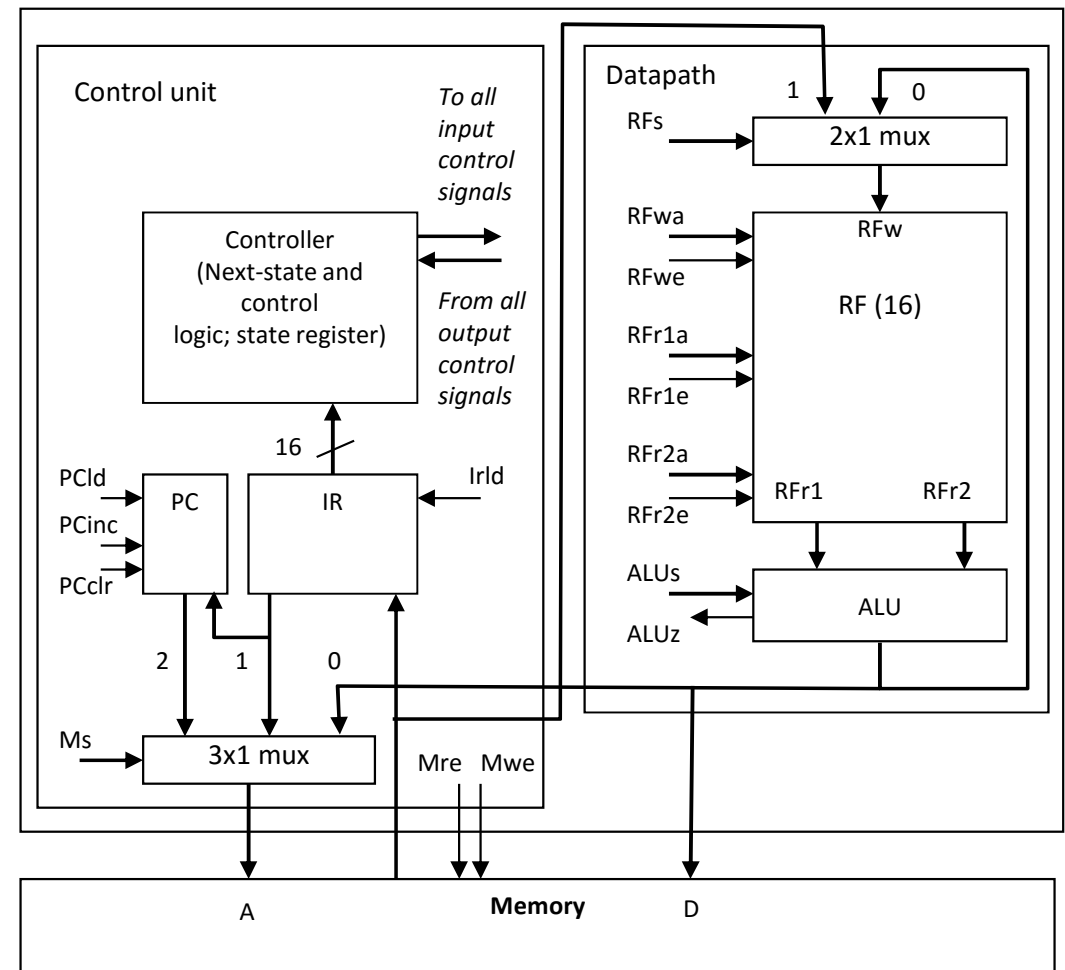 Control unit
To all
input
control
signals
Controller
(Next-state and
control
logic; state register)
From all
output
control
signals
16
PCld
PCinc
PCclr
PC
IR
Irld
2
1
0
Ms
3x1 mux
Mre
Mwe
Datapath
1
0
RFs
2x1 mux
RFwa
RFwe
RFw
RF (16)
RFr1a
RFr1e
RFr2a
RFr2e
RFr1
RFr2
ALUs
ALUz
ALU
A
Memory
D